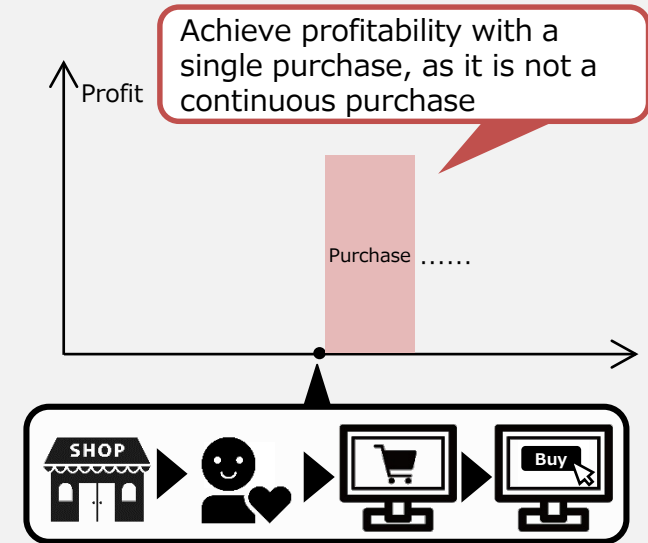 Achieve profitability with a
single purchase, as it is not a
continuous purchase
Profit
Purchase ……
SHOP
Buy